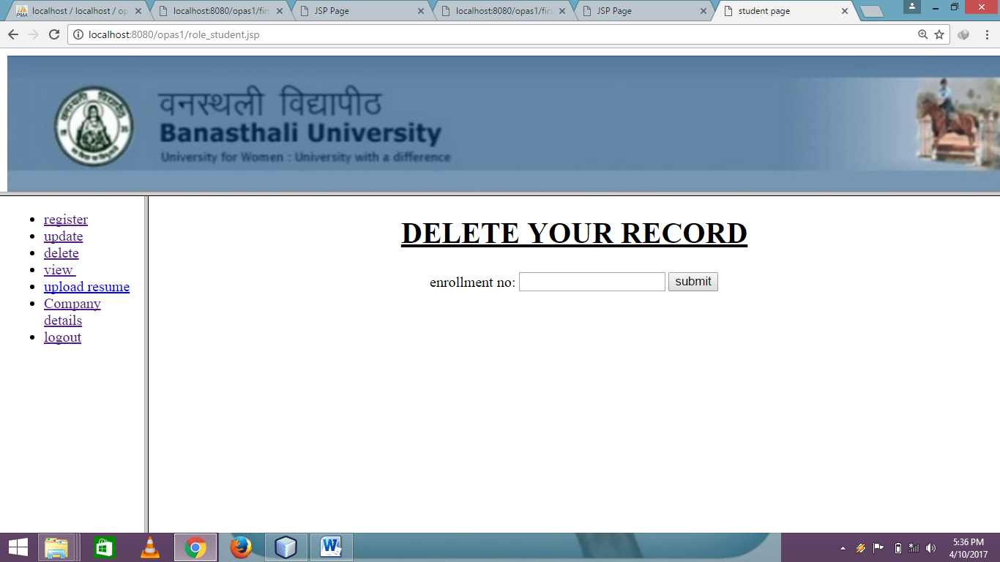 localhost / localhost / op
localhost:8080/opas1/firs
JSP Page
localhost:8080/opas1/firs
JSP Page
student page
localhost:8080/opas1/role_student.jsp
वनस्थली विद्यापीठ
Banasthali University
University for Women : University with a difference
register
update
delete
view
upload resume
Company
details
logout
DELETE YOUR RECORD
enrollment no:
submit
5:36 PM
4/10/2017